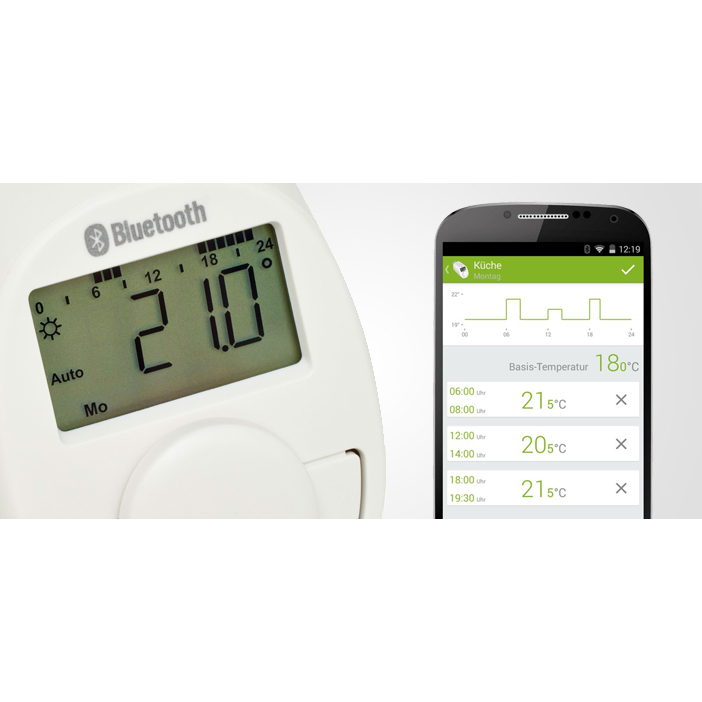 Bluetooth
0 6 12 18 24
21.0°
Auto
Mo
12:19
Küche
Montag
22°
19°
00 06 12 18 24
Basis-Temperatur 18 0°C
06:00 Uhr
08:00 Uhr
21 5°C
12:00 Uhr
14:00 Uhr
20 5°C
18:00 Uhr
19:30 Uhr
21 5°C